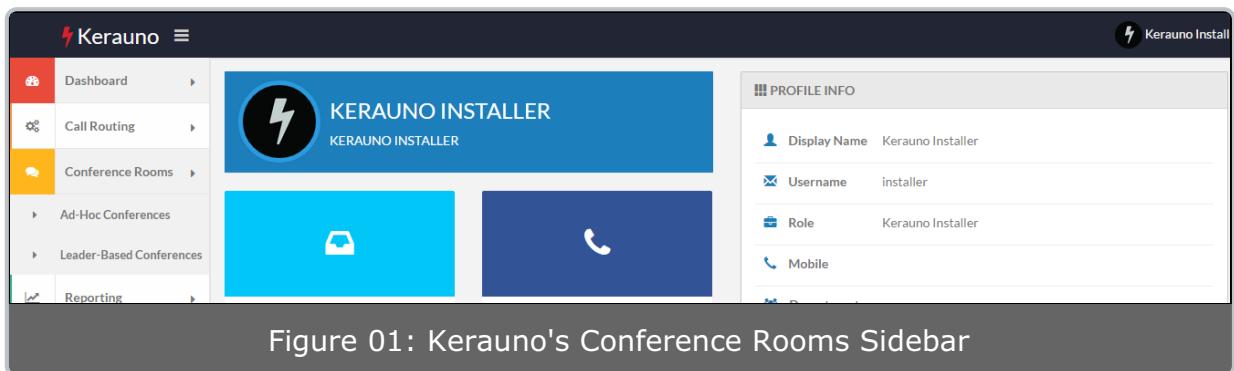 Kerauno
Kerauno Install
Dashboard
Call Routing
Conference Rooms
Ad-Hoc Conferences
Leader-Based Conferences
Reporting
KERAUNO INSTALLER
KERAUNO INSTALLER
PROFILE INFO
Display Name Kerauno Installer
Username installer
Role Kerauno Installer
Mobile
Figure 01: Kerauno's Conference Rooms Sidebar